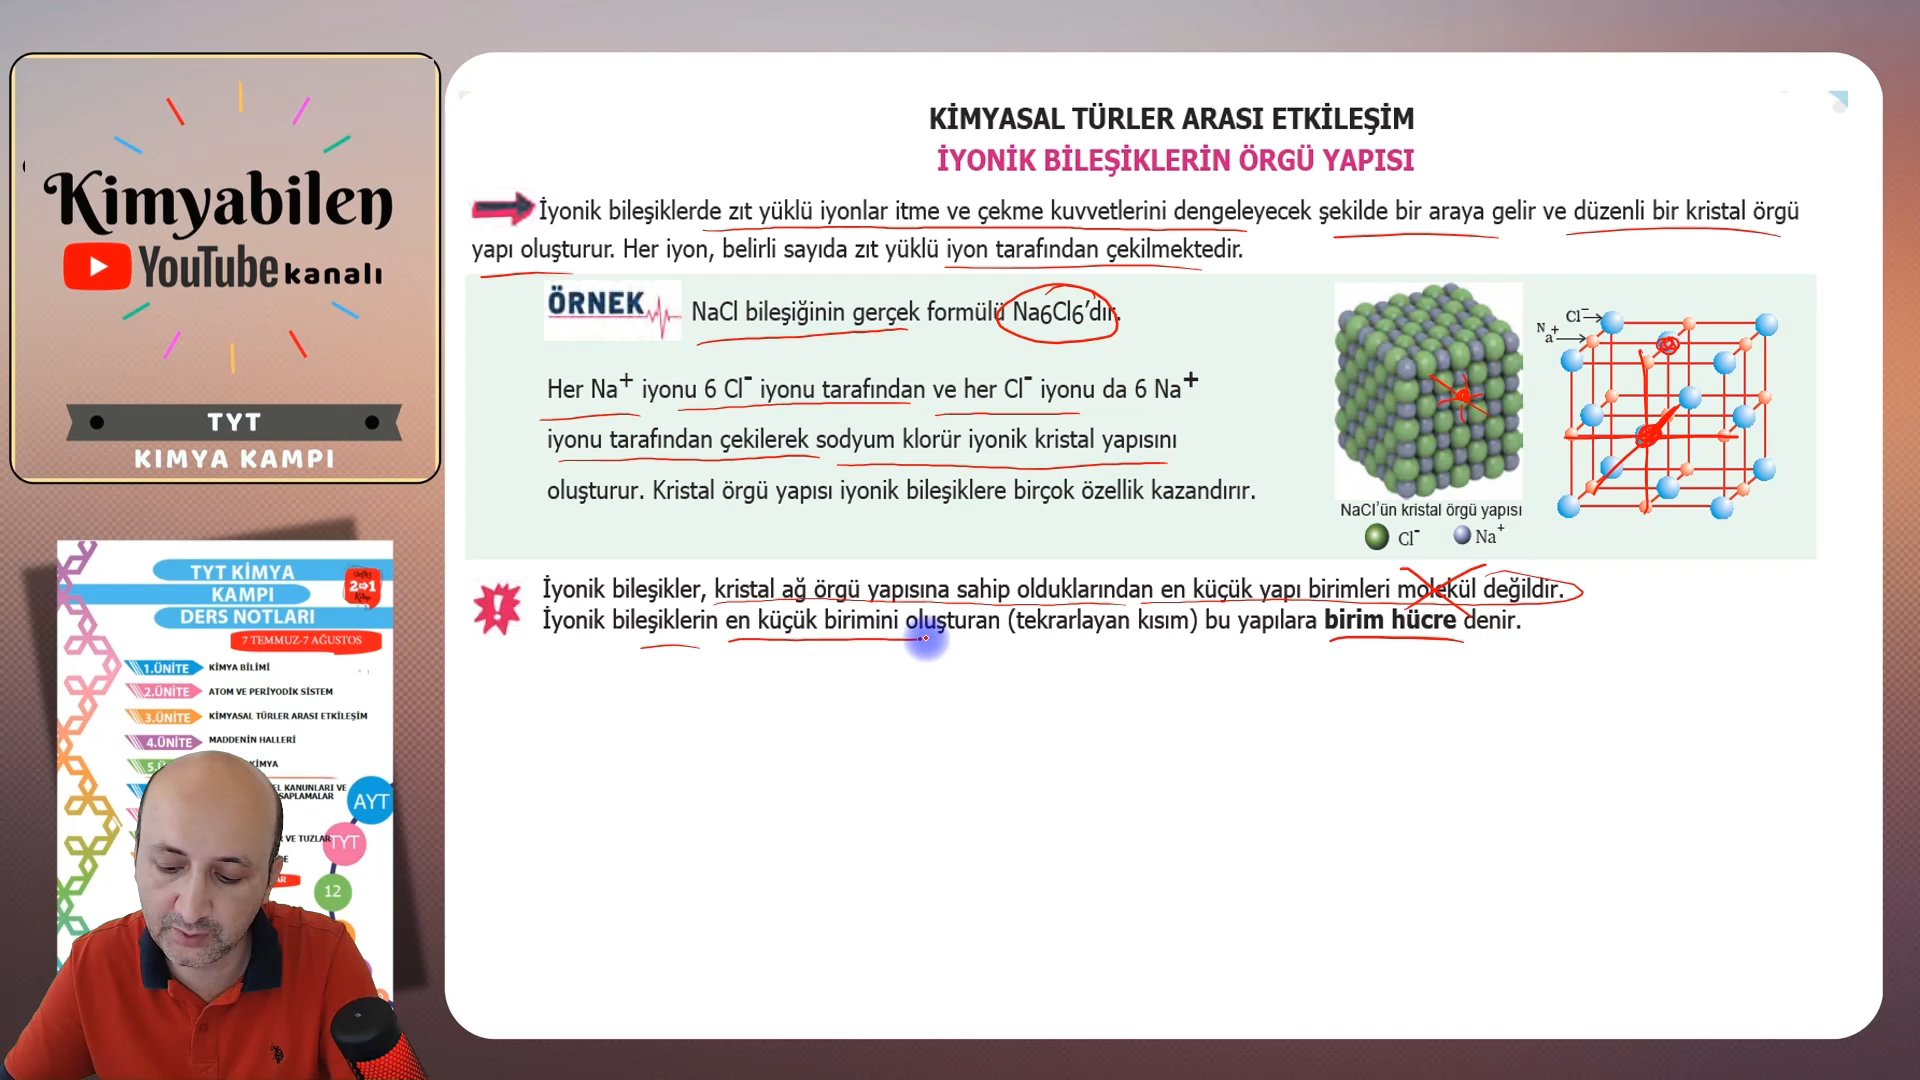 Kimyabilen
YouTube kanalı
TYT
KIMYA KAMPI
TYT KİMYA
KAMPI
DERS NOTLARI
2⇨1
7 TEMMUZ-7 AĞUSTOS
1.ÜNİTE KİMYA BİLİMİ
2.ÜNİTE ATOM VE PERİYODİK SİSTEM
3.ÜNİTE KİMYASAL TÜRLER ARASI ETKİLEŞİM
4.ÜNİTE MADDENİN HALLERİ
KİMYA
KANUNLARI VE
VE TUZLAR
AYT
TYT
12
KİMYASAL TÜRLER ARASI ETKİLEŞİM
İYONİK BİLEŞİKLERİN ÖRGÜ YAPISI
İyonik bileşiklerde zıt yüklü iyonlar itme ve çekme kuvvetlerini dengeleyecek şekilde bir araya gelir ve düzenli bir kristal örgü
yapı oluşturur. Her iyon, belirli sayıda zıt yüklü iyon tarafından çekilmektedir.
ÖRNEK NaCl bileşiğinin gerçek formülü Na6Cl6'dır.
Her Na+ iyonu 6 Cl- iyonu tarafından ve her Cl- iyonu da 6 Na+
iyonu tarafından çekilerek sodyum klorür iyonik kristal yapısını
oluşturur. Kristal örgü yapısı iyonik bileşiklere birçok özellik kazandırır.
Cl-
Na+
NaCl'ün kristal örgü yapısı
Cl- Na+
İyonik bileşikler, kristal ağ örgü yapısına sahip olduklarından en küçük yapı birimleri molekül değildir.
İyonik bileşiklerin en küçük birimini oluşturan (tekrarlayan kısım) bu yapılara birim hücre denir.